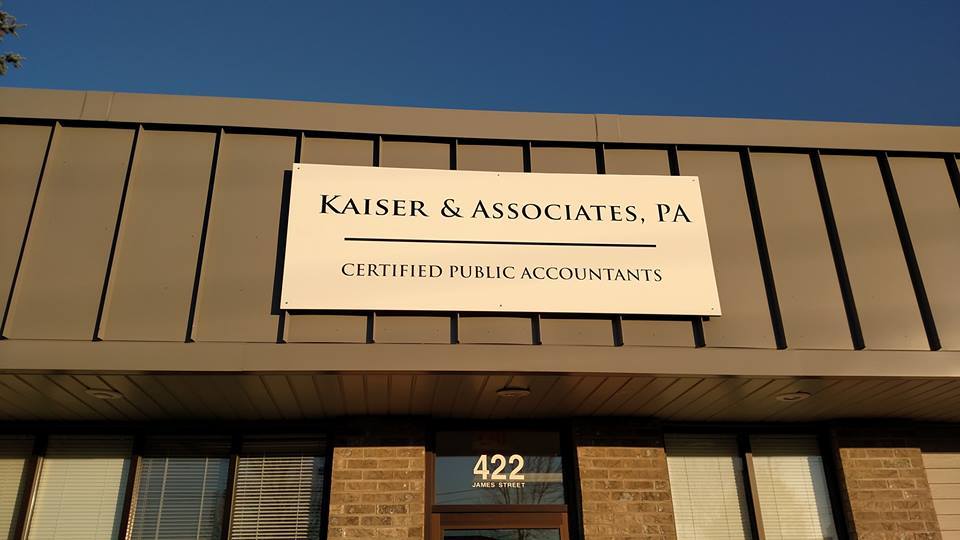 KAISER & ASSOCIATES, PA
CERTIFIED PUBLIC ACCOUNTANTS
422
JAMES STREET